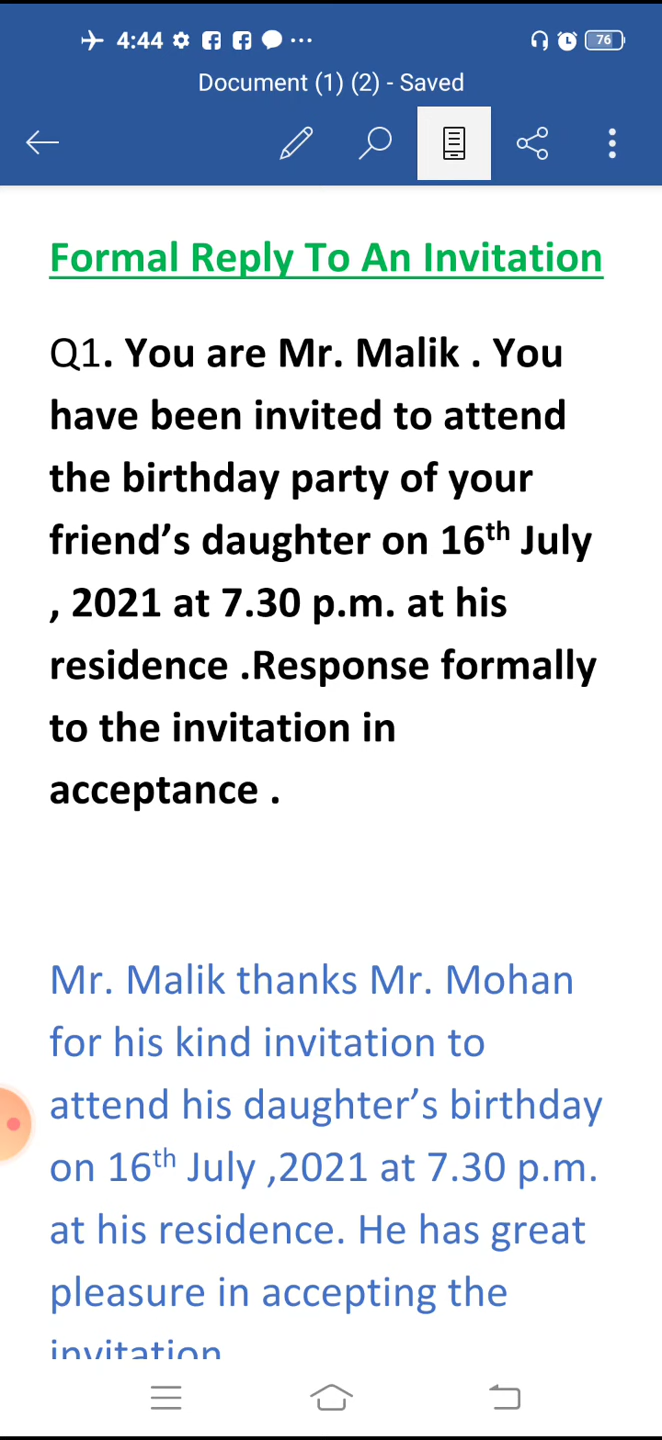 4:44
76
Document (1) (2) - Saved
Formal Reply To An Invitation
Q1. You are Mr. Malik . You
have been invited to attend
the birthday party of your
friend’s daughter on 16th July
, 2021 at 7.30 p.m. at his
residence .Response formally
to the invitation in
acceptance .
Mr. Malik thanks Mr. Mohan
for his kind invitation to
attend his daughter’s birthday
on 16th July ,2021 at 7.30 p.m.
at his residence. He has great
pleasure in accepting the
invitation